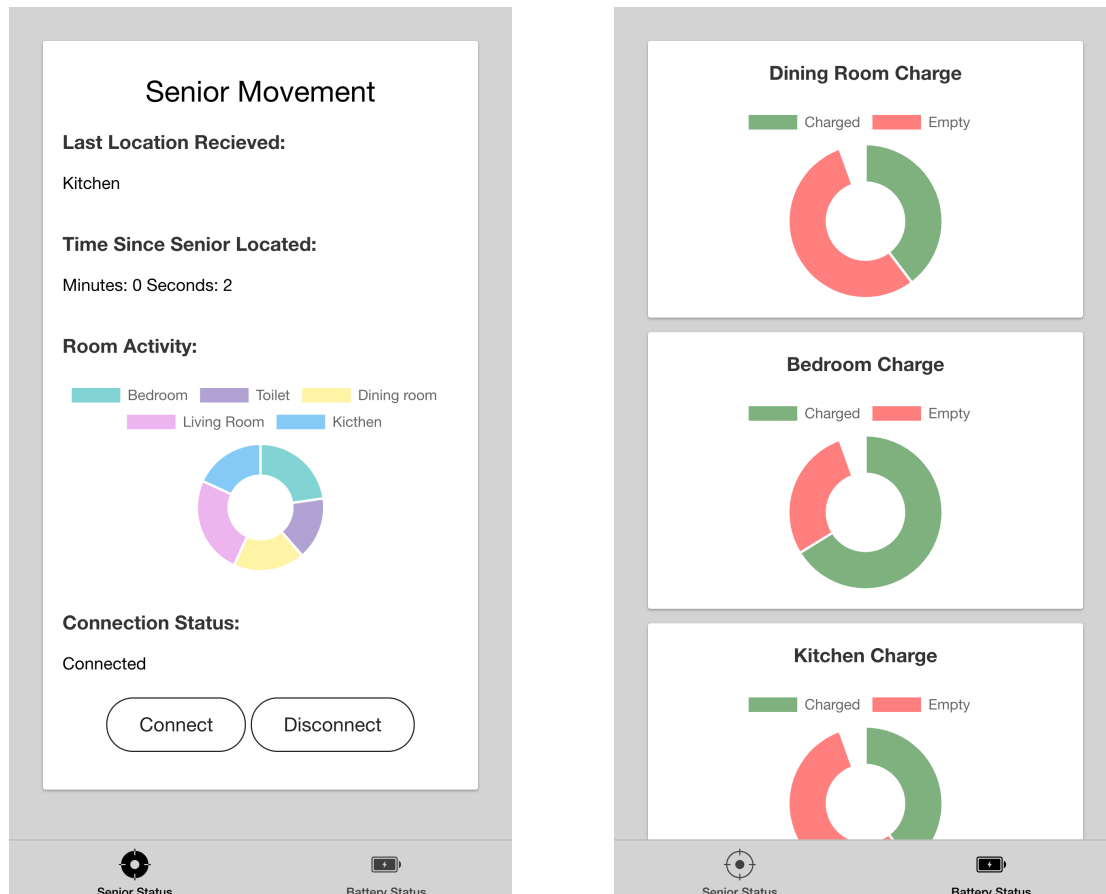 Senior Movement
Last Location Recieved:
Kitchen
Time Since Senior Located:
Minutes: 0 Seconds: 2
Room Activity:
Bedroom Toilet Dining room
Living Room Kicthen
Connection Status:
Connected
Connect Disconnect
Senior Status Battery Status
Dining Room Charge
Charged Empty
Bedroom Charge
Charged Empty
Kitchen Charge
Charged Empty
Senior Status Battery Status